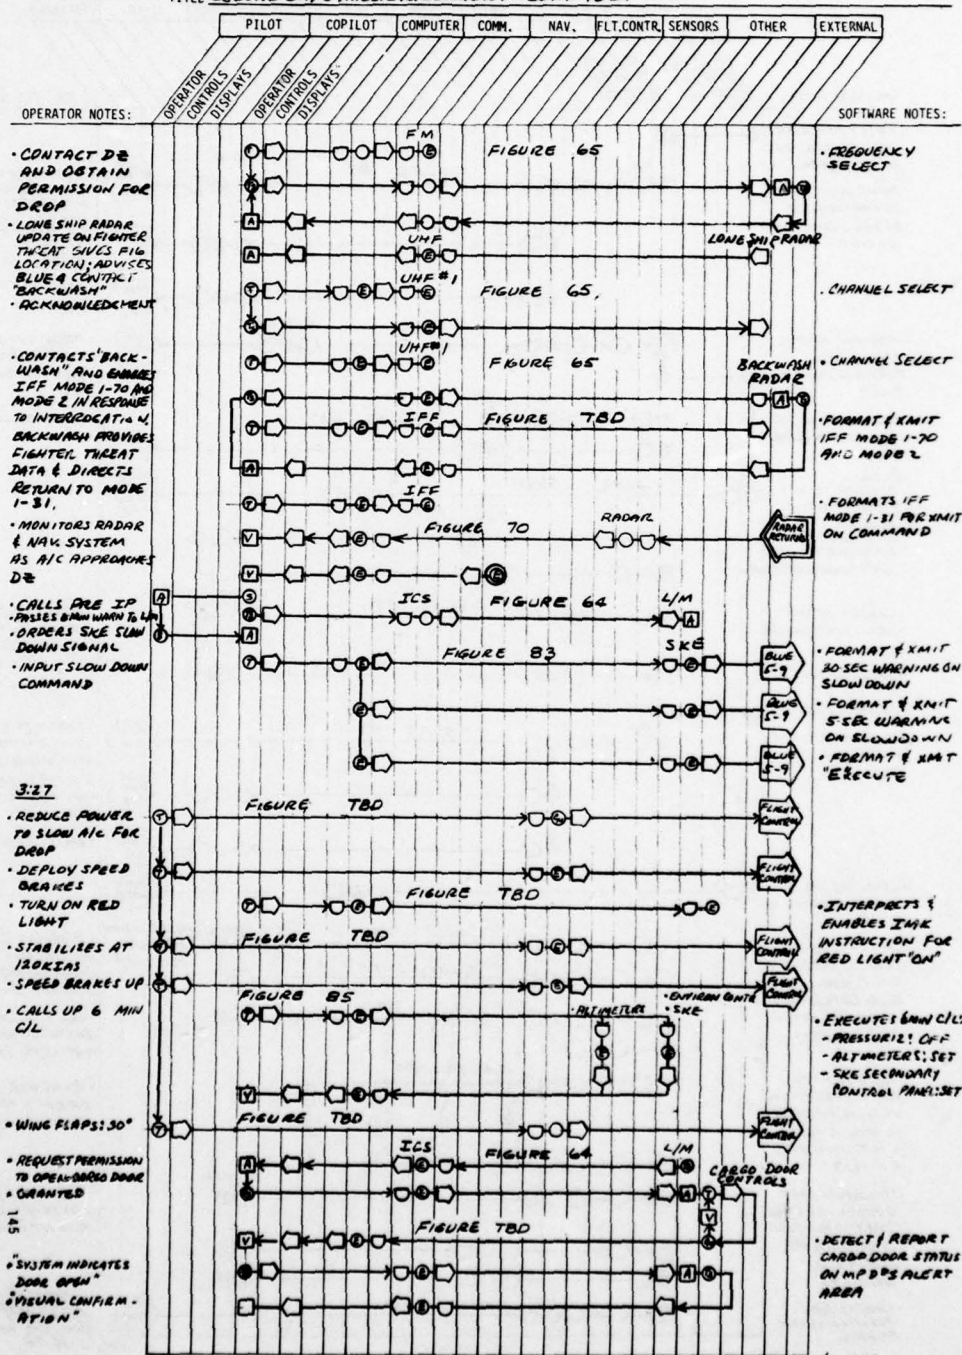 TITLE
PILOT COPILOT COMPUTER COMM. NAV. FLT.CONTR. SENSORS OTHER EXTERNAL
OPERATOR CONTROLS DISPLAYS OPERATOR CONTROLS DISPLAYS
OPERATOR NOTES:
SOFTWARE NOTES:
• CONTACT DZ
AND OBTAIN
PERMISSION FOR
DROP
• LONE SHIP RADAR
UPDATE ON FIGHTER
THREAT GIVES FIG
LOCATION; ADVISES
BLUE 4 CONTACT
"BACKWASH"
• ACKNOWLEDGMENT
• CONTACTS "BACK-
WASH" AND ENABLES
IFF MODE 1-70 AND
MODE 2 IN RESPONSE
TO INTERROGATION.
BACKWASH PROVIDES
FIGHTER THREAT
DATA & DIRECTS
RETURN TO MODE
1-31.
• MONITORS RADAR
& NAV. SYSTEM
AS A/C APPROACHES
DZ
• CALLS PRE IP
• PASSES 6 MIN WARN TO L/M
• ORDERS SKE SLOW
DOWN SIGNAL
• INPUT SLOW DOWN
COMMAND
3:27
• REDUCE POWER
TO SLOW A/C FOR
DROP
• DEPLOY SPEED
BRAKES
• TURN ON RED
LIGHT
• STABILIZES AT
120 KIAS
• SPEED BRAKES UP
• CALLS UP 6 MIN
C/L
• WING FLAPS: 30°
• REQUEST PERMISSION
TO OPEN CARGO DOOR
• GRANTED
145
• "SYSTEM INDICATES
DOOR OPEN"
• "VISUAL CONFIRM-
ATION"
FM FIGURE 65
LONE SHIP RADAR
UHF
UHF #1 FIGURE 65.
UHF #1 FIGURE 65
BACKWASH
RADAR
IFF FIGURE TBD
IFF
FIGURE 70 RADAR
RADAR
RETURNS
ICS FIGURE 64 L/M
FIGURE 83 SKE
BLUE
5-9
BLUE
5-9
BLUE
5-9
FIGURE TBD
FLIGHT
CONTROL
FLIGHT
CONTROL
FIGURE TBD
FIGURE TBD
FLIGHT
CONTROL
FLIGHT
CONTROL
FIGURE 85
• ALTIMETERS
• ENVIRON CONTR
• SKE
FIGURE TBD
FLIGHT
CONTROL
ICS FIGURE 64 L/M
CARGO DOOR
CONTROLS
FIGURE TBD
• FREQUENCY
SELECT
• CHANNEL SELECT
• CHANNEL SELECT
• FORMAT & XMIT
IFF MODE 1-70
AND MODE 2
• FORMATS IFF
MODE 1-31 FOR XMIT
ON COMMAND
• FORMAT & XMIT
30 SEC WARNING ON
SLOW DOWN
• FORMAT & XMIT
5 SEC WARNING
ON SLOWDOWN
• FORMAT & XMIT
"EXECUTE
• INTERPRETS &
ENABLES IMK
INSTRUCTION FOR
RED LIGHT "ON"
• EXECUTES 6 MIN C/L:
- PRESSURIZ: OFF
- ALTIMETERS: SET
- SKE SECONDARY
CONTROL PANEL: SET
• DETECT & REPORT
CARGO DOOR STATUS
ON MPD'S ALERT
AREA